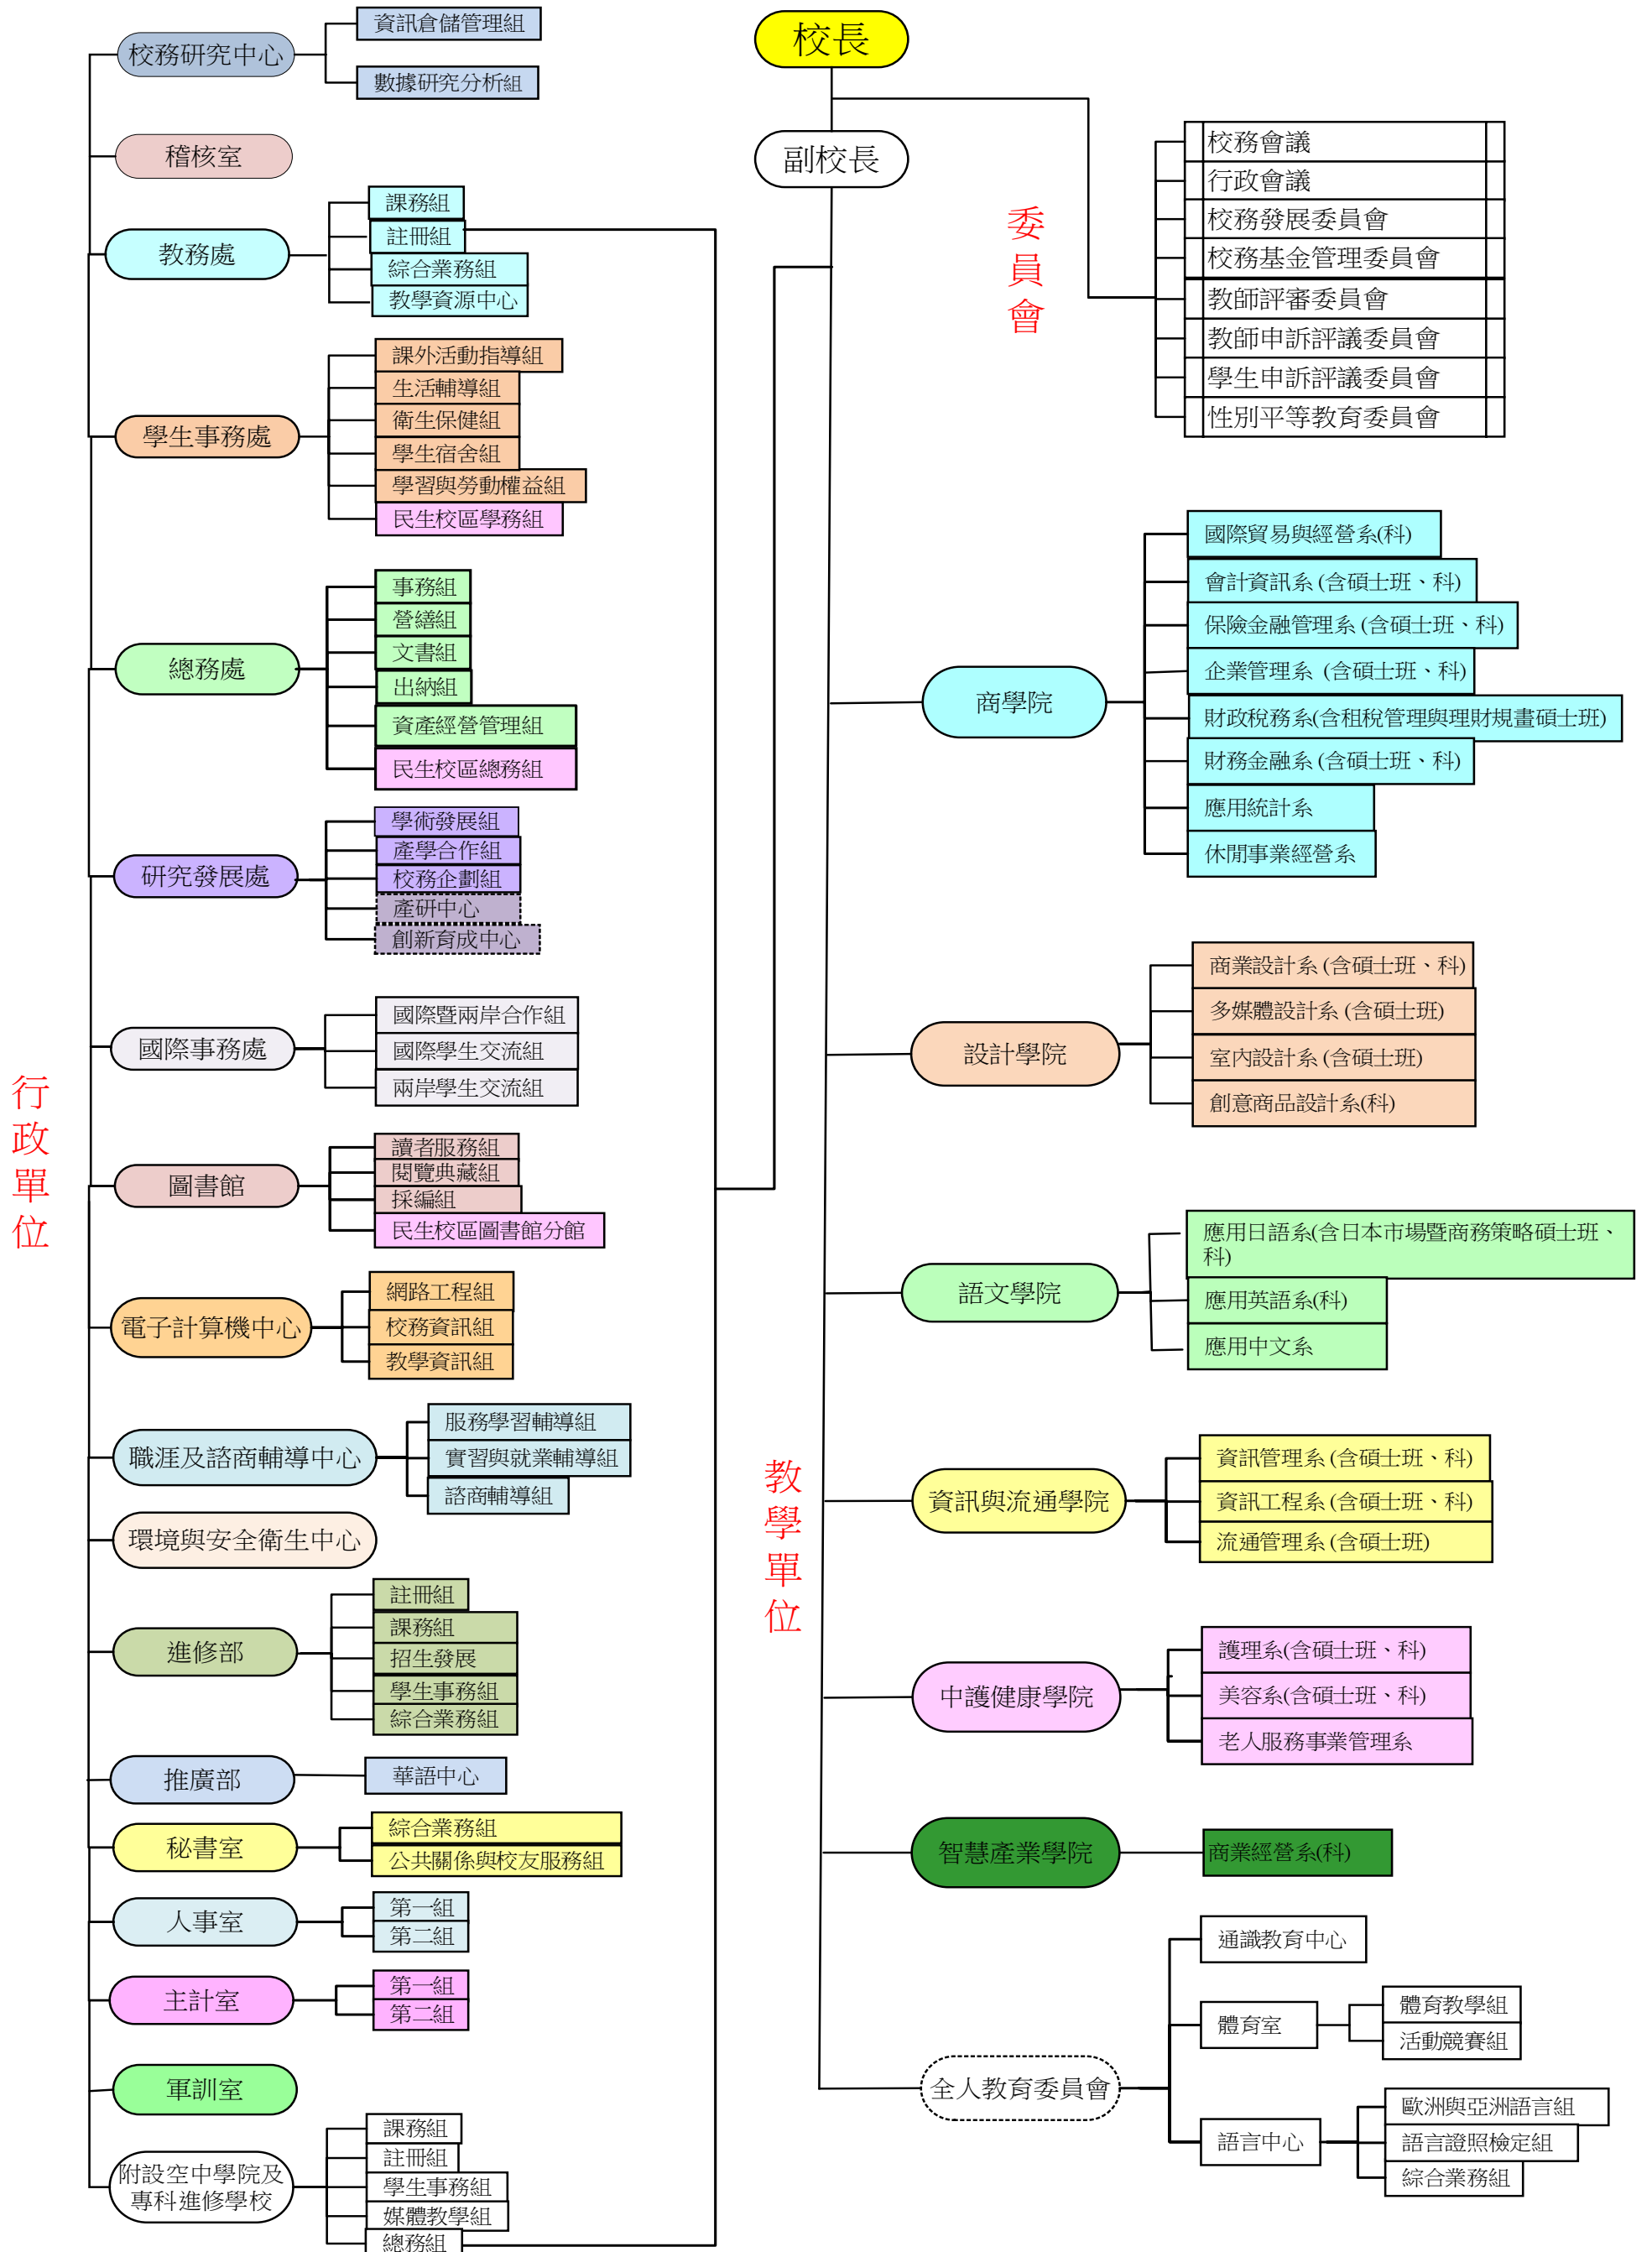 校長
副校長
委員會
校務會議
行政會議
校務發展委員會
校務基金管理委員會
教師評審委員會
教師申訴評議委員會
學生申訴評議委員會
性別平等教育委員會
行政單位
校務研究中心
資訊倉儲管理組
數據研究分析組
稽核室
教務處
課務組
註冊組
綜合業務組
教學資源中心
學生事務處
課外活動指導組
生活輔導組
衛生保健組
學生宿舍組
學習與勞動權益組
民生校區學務組
總務處
事務組
營繕組
文書組
出納組
資產經營管理組
民生校區總務組
研究發展處
學術發展組
產學合作組
校務企劃組
產研中心
創新育成中心
國際事務處
國際暨兩岸合作組
國際學生交流組
兩岸學生交流組
圖書館
讀者服務組
閱覽典藏組
採編組
民生校區圖書館分館
電子計算機中心
網路工程組
校務資訊組
教學資訊組
職涯及諮商輔導中心
服務學習輔導組
實習與就業輔導組
諮商輔導組
環境與安全衛生中心
進修部
註冊組
課務組
招生發展
學生事務組
綜合業務組
推廣部
華語中心
秘書室
綜合業務組
公共關係與校友服務組
人事室
第一組
第二組
主計室
第一組
第二組
軍訓室
附設空中學院及
專科進修學校
課務組
註冊組
學生事務組
媒體教學組
總務組
教學單位
商學院
國際貿易與經營系(科)
會計資訊系 (含碩士班、科)
保險金融管理系 (含碩士班、科)
企業管理系 (含碩士班、科)
財政稅務系(含租稅管理與理財規畫碩士班)
財務金融系 (含碩士班、科)
應用統計系
休閒事業經營系
設計學院
商業設計系 (含碩士班、科)
多媒體設計系 (含碩士班)
室內設計系 (含碩士班)
創意商品設計系(科)
語文學院
應用日語系(含日本市場暨商務策略碩士班、
科)
應用英語系(科)
應用中文系
資訊與流通學院
資訊管理系 (含碩士班、科)
資訊工程系 (含碩士班、科)
流通管理系 (含碩士班)
中護健康學院
護理系(含碩士班、科)
美容系(含碩士班、科)
老人服務事業管理系
智慧產業學院
商業經營系(科)
全人教育委員會
通識教育中心
體育室
體育教學組
活動競賽組
語言中心
歐洲與亞洲語言組
語言證照檢定組
綜合業務組